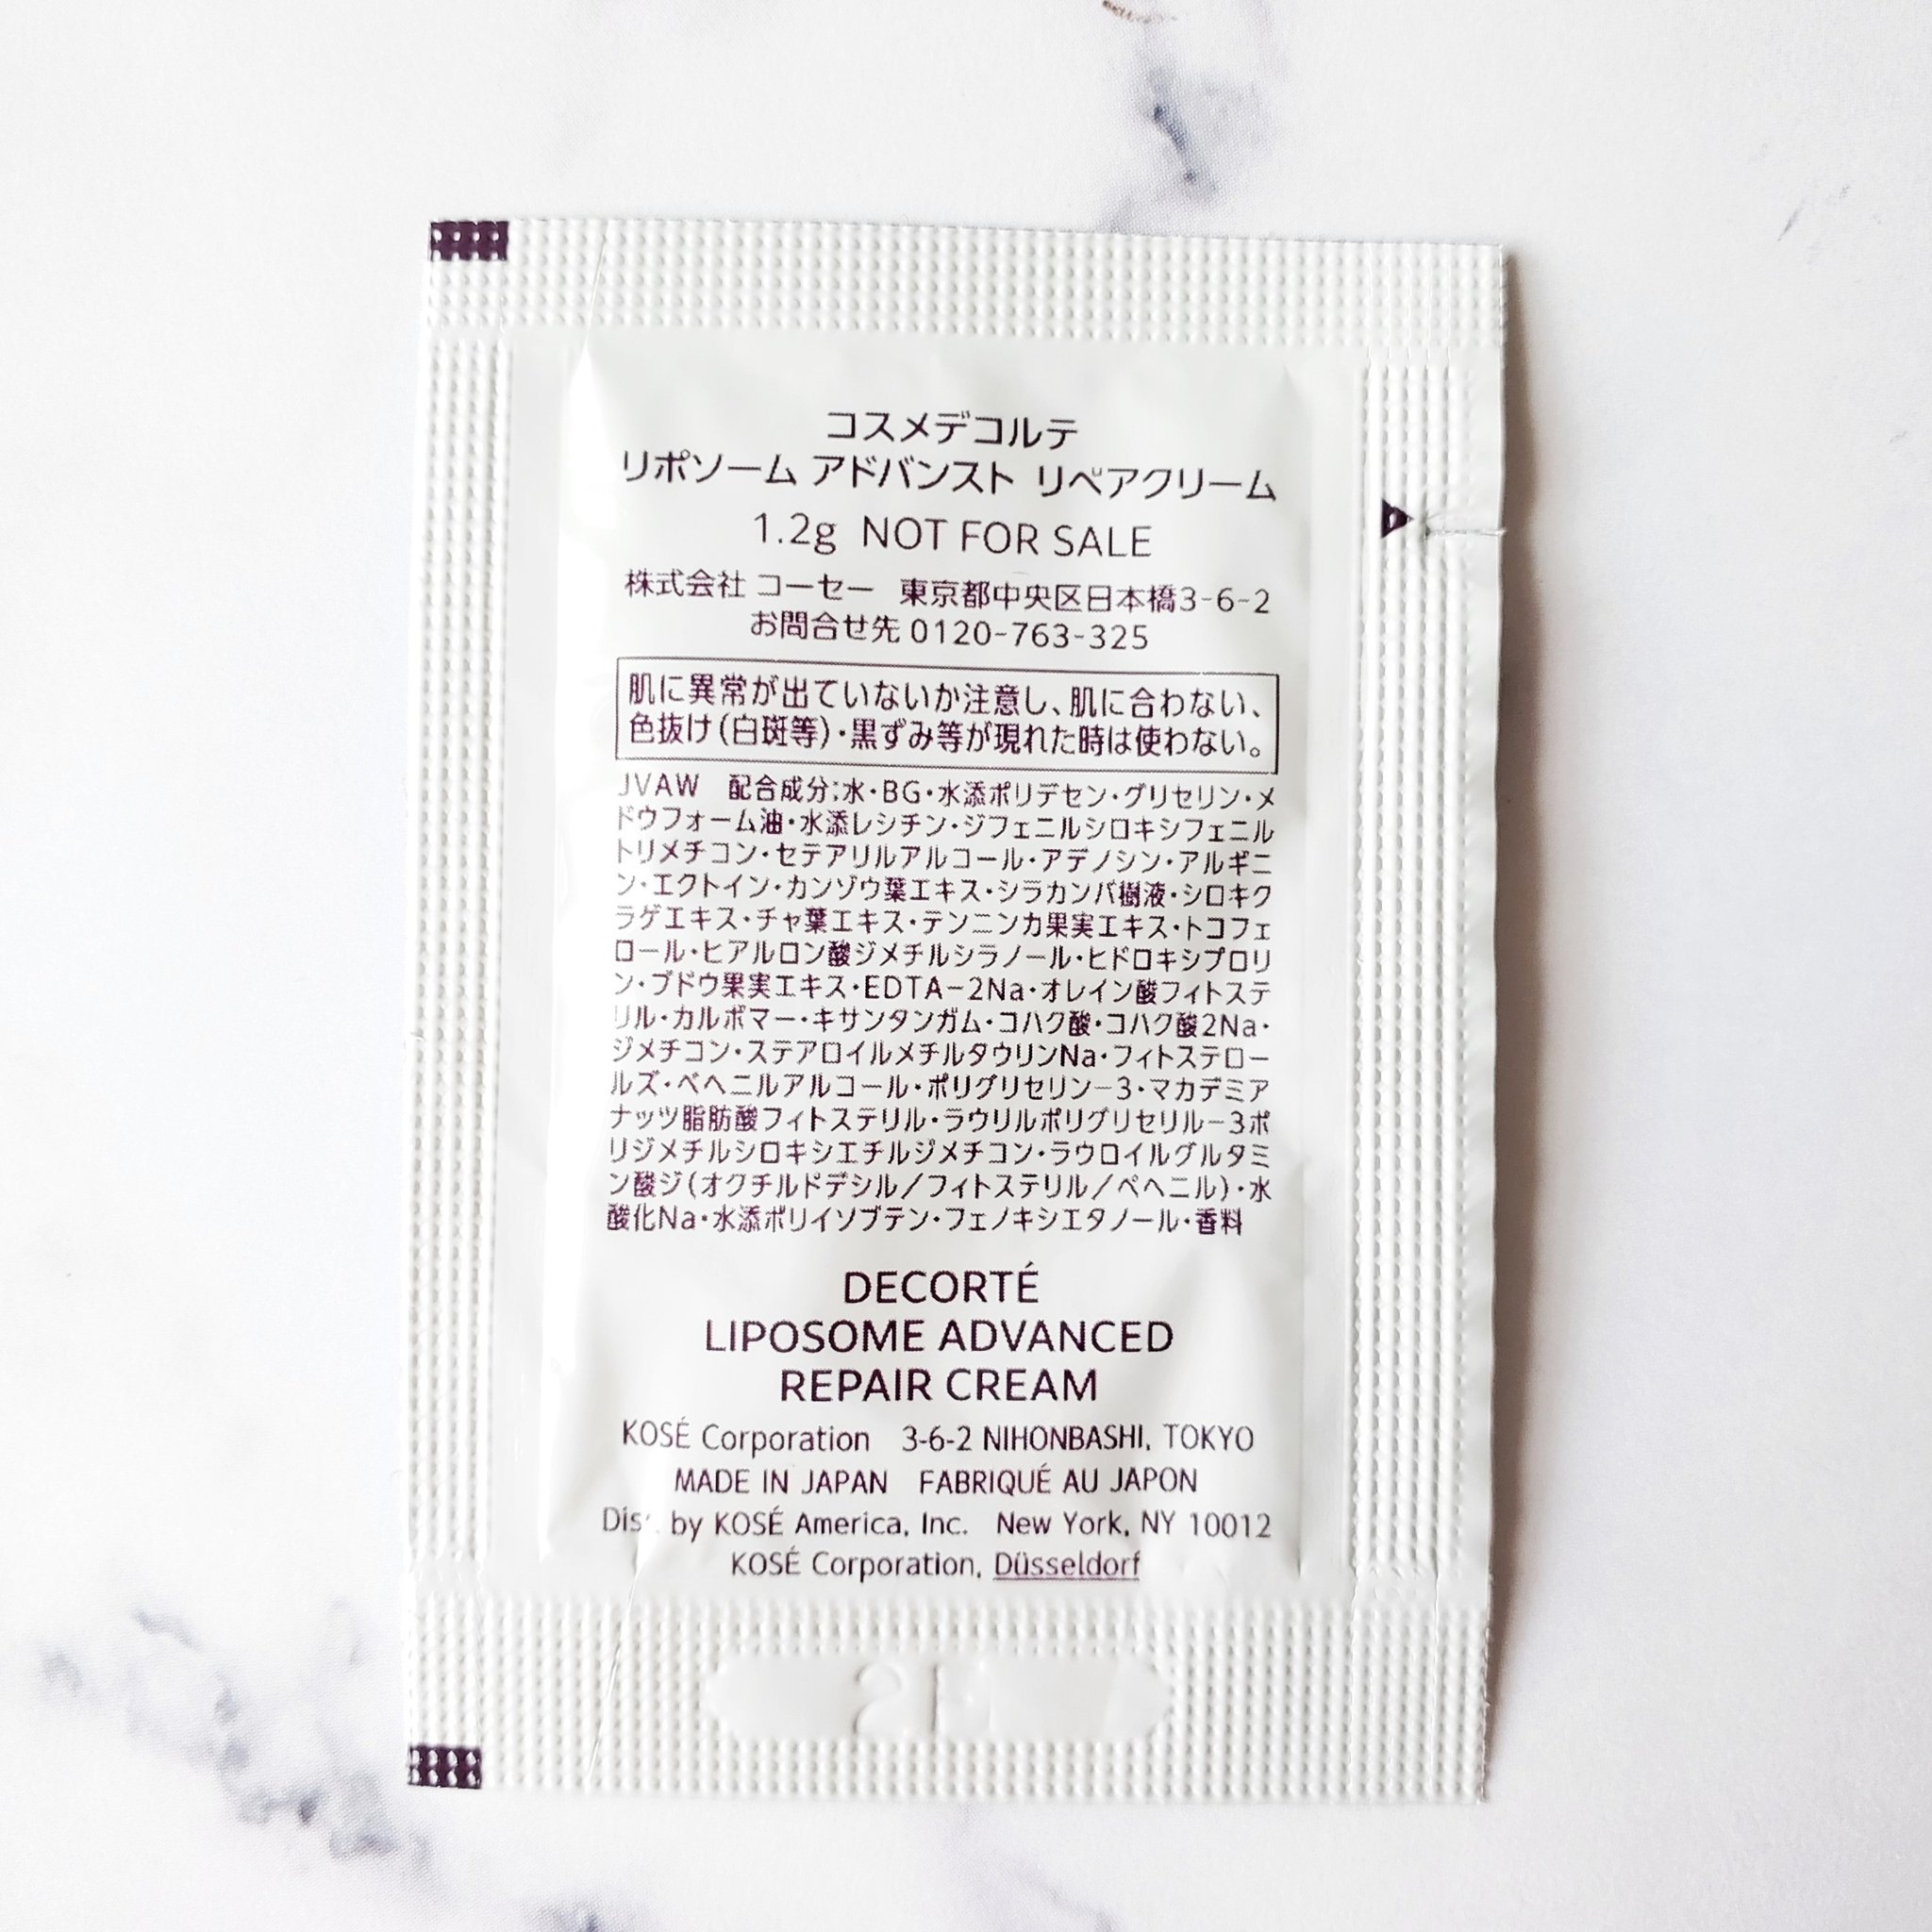 コスメデコルテ
リポソーム アドバンスト リペアクリーム
1.2g NOT FOR SALE
株式会社 コーセー 東京都中央区日本橋3-6-2
お問合せ先 0120-763-325
肌に異常が出ていないか注意し、肌に合わない、
色抜け(白斑等)・黒ずみ等が現れた時は使わない。
JVAW 配合成分:水・BG・水添ポリデセン・グリセリン・メ
ドウフォーム油・水添レシチン・ジフェニルシロキシフェニル
トリメチコン・セテアリルアルコール・アデノシン・アルギニ
ン・エクトイン・カンゾウ葉エキス・シラカンバ樹液・シロキク
ラゲエキス・チャ葉エキス・テンニンカ果実エキス・トコフェ
ロール・ヒアルロン酸ジメチルシラノール・ヒドロキシプロリ
ン・ブドウ果実エキス・EDTA-2Na・オレイン酸フィトステ
リル・カルボマー・キサンタンガム・コハク酸・コハク酸2Na・
ジメチコン・ステアロイルメチルタウリンNa・フィトステロー
ルズ・ベヘニルアルコール・ポリグリセリン-3・マカデミア
ナッツ脂肪酸フィトステリル・ラウリルポリグリセリル-3ポ
リジメチルシロキシエチルジメチコン・ラウロイルグルタミ
ン酸ジ(オクチルドデシル/フィトステリル/ベヘニル)・水
酸化Na・水添ポリイソブテン・フェノキシエタノール・香料
DECORTÉ
LIPOSOME ADVANCED
REPAIR CREAM
KOSÉ Corporation 3-6-2 NIHONBASHI, TOKYO
MADE IN JAPAN FABRIQUÉ AU JAPON
by KOSÉ America, Inc. New York, NY 10012
KOSÉ Corporation, Düsseldorf